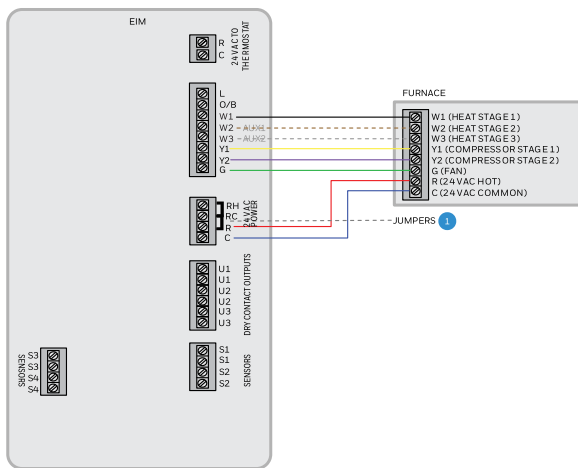 EIM
R
C
24 VAC TO
THERMOSTAT
L
O/B
W1
W2 - AUX1
W3 - AUX2
Y1
Y2
G
RH
RC
R
C
24 VAC
POWER
U1
U1
U2
U2
U3
U3
DRY CONTACT OUTPUTS
S1
S1
S2
S2
SENSORS
S3
S3
S4
S4
SENSORS
FURNACE
W1 (HEAT STAGE 1)
W2 (HEAT STAGE 2)
W3 (HEAT STAGE 3)
Y1 (COMPRESSOR STAGE 1)
Y2 (COMPRESSOR STAGE 2)
G (FAN)
R (24 VAC HOT)
C (24 VAC COMMON)
JUMPERS 1